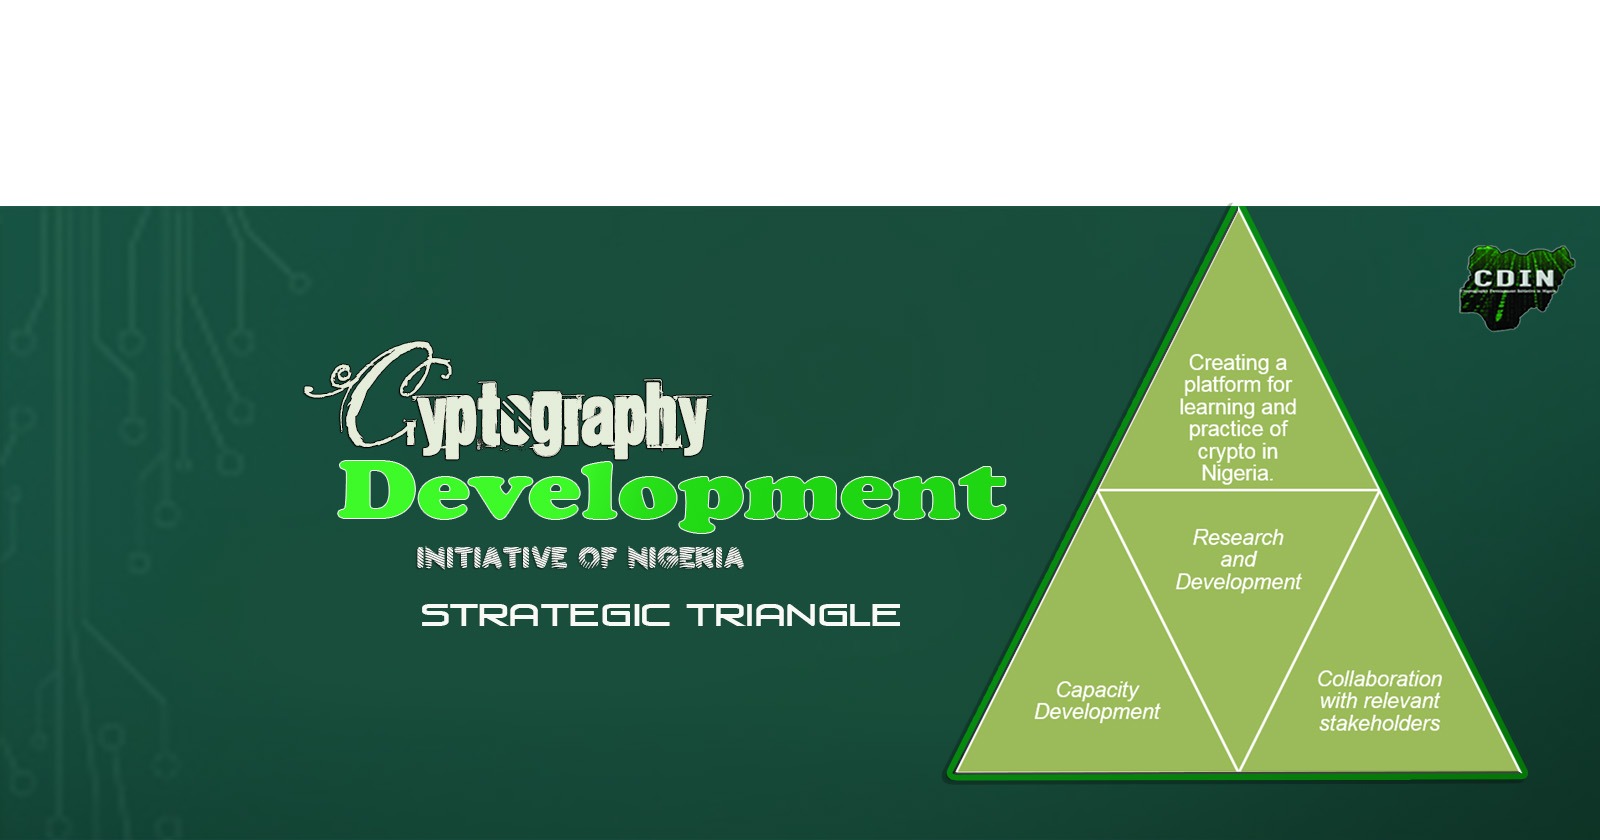 Cryptography
Development
INITIATIVE OF NIGERIA
STRATEGIC TRIANGLE
Creating a
platform for
learning and
practice of
crypto in
Nigeria.
Research
and
Development
Capacity
Development
Collaboration
with relevant
stakeholders
CDIN